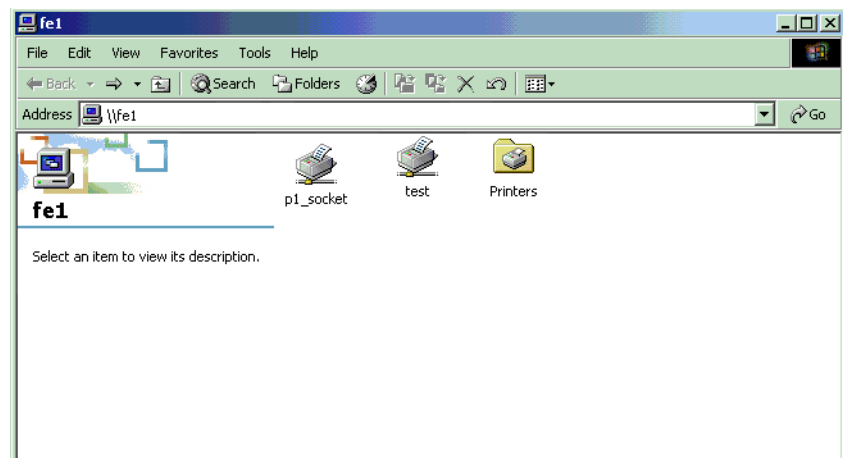 fe1
File Edit View Favorites Tools Help
Back Search Folders
Address \\fe1 Go
p1_socket test Printers
fe1
Select an item to view its description.